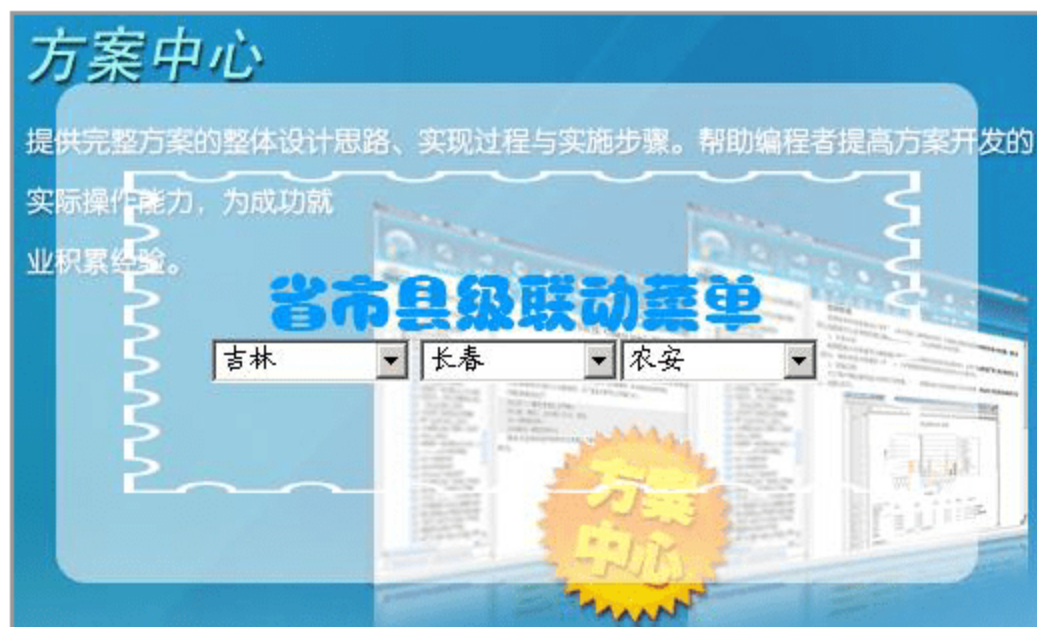 方案中心
提供完整方案的整体设计思路、实现过程与实施步骤。帮助编程者提高方案开发的
实际操作能力，为成功就
业积累经验。
省市县级联动菜单
吉林 长春 农安
方案
中心